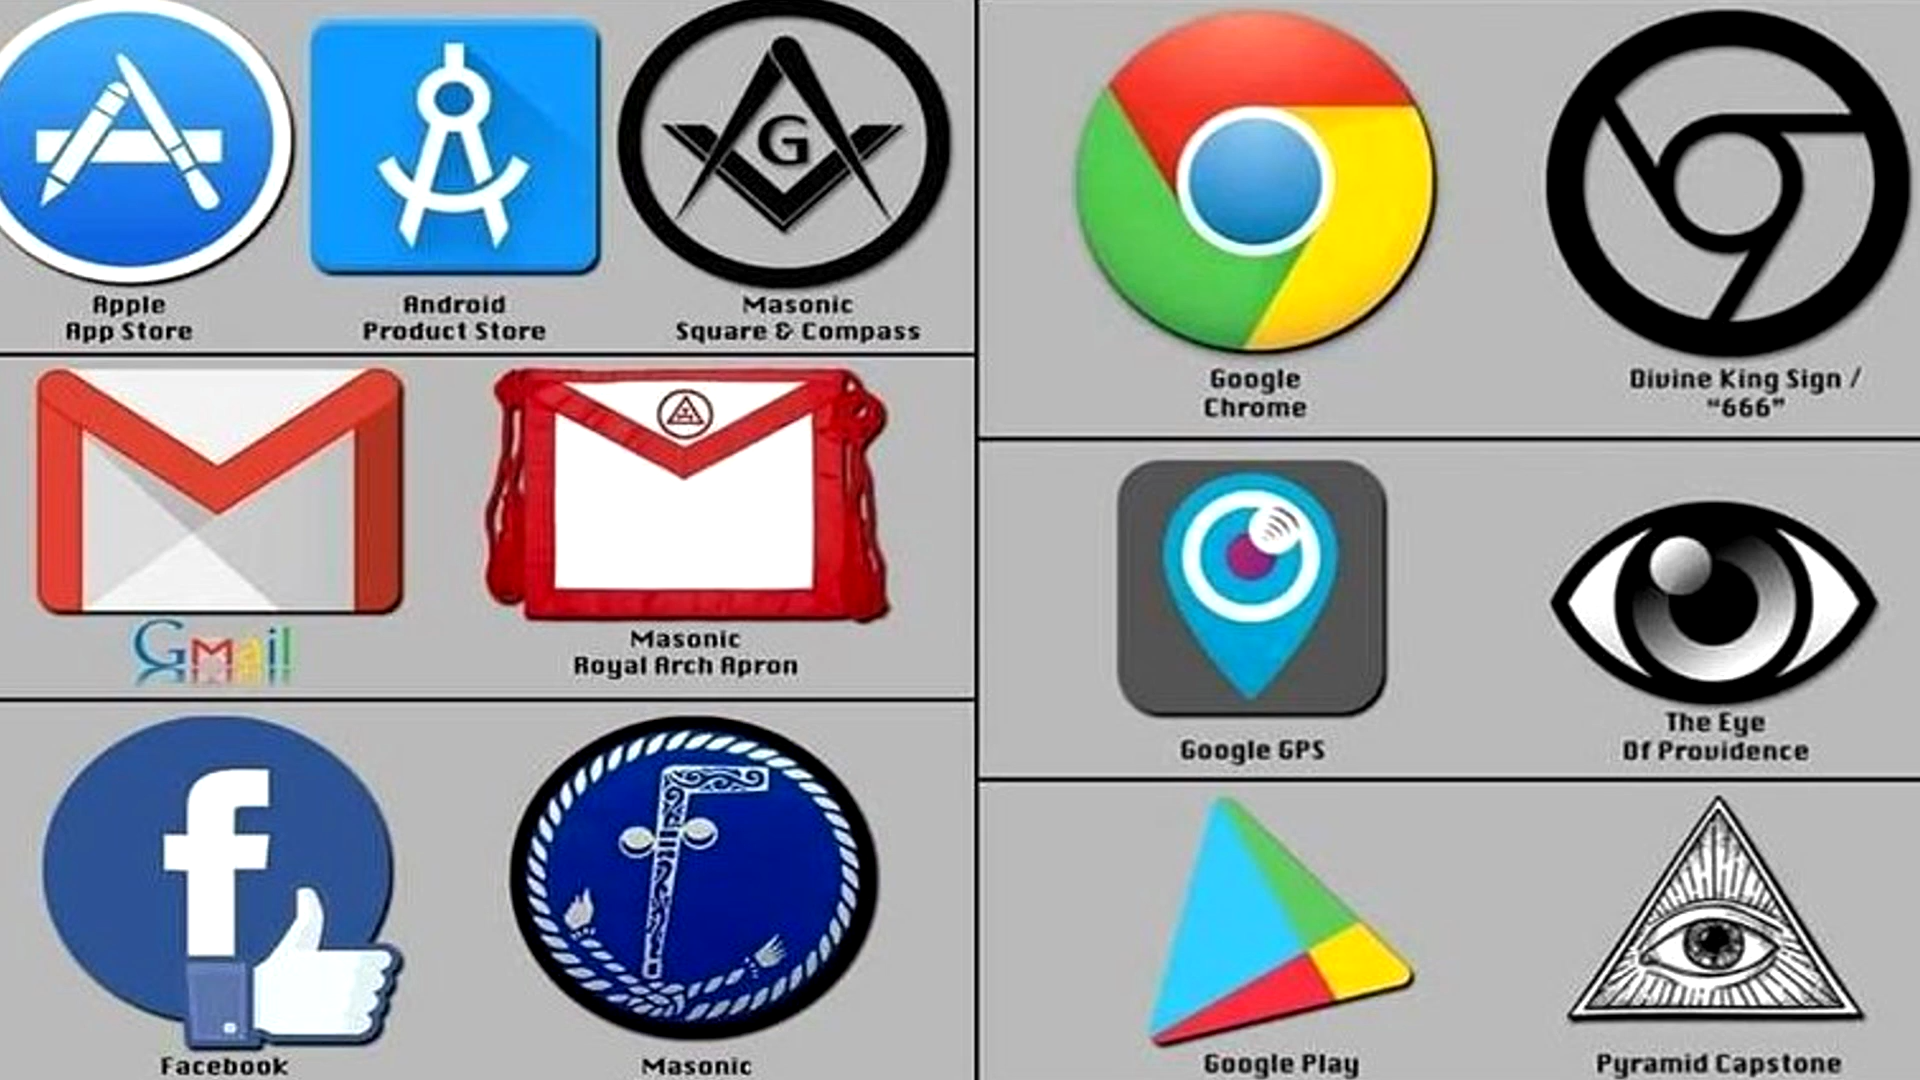 G
Apple
App Store
Android
Product Store
Masonic
Square & Compass
Gmail
Masonic
Royal Arch Apron
f
Facebook
Masonic
Google
Chrome
Divine King Sign /
“666”
Google GPS
The Eye
Of Providence
Google Play
Pyramid Capstone